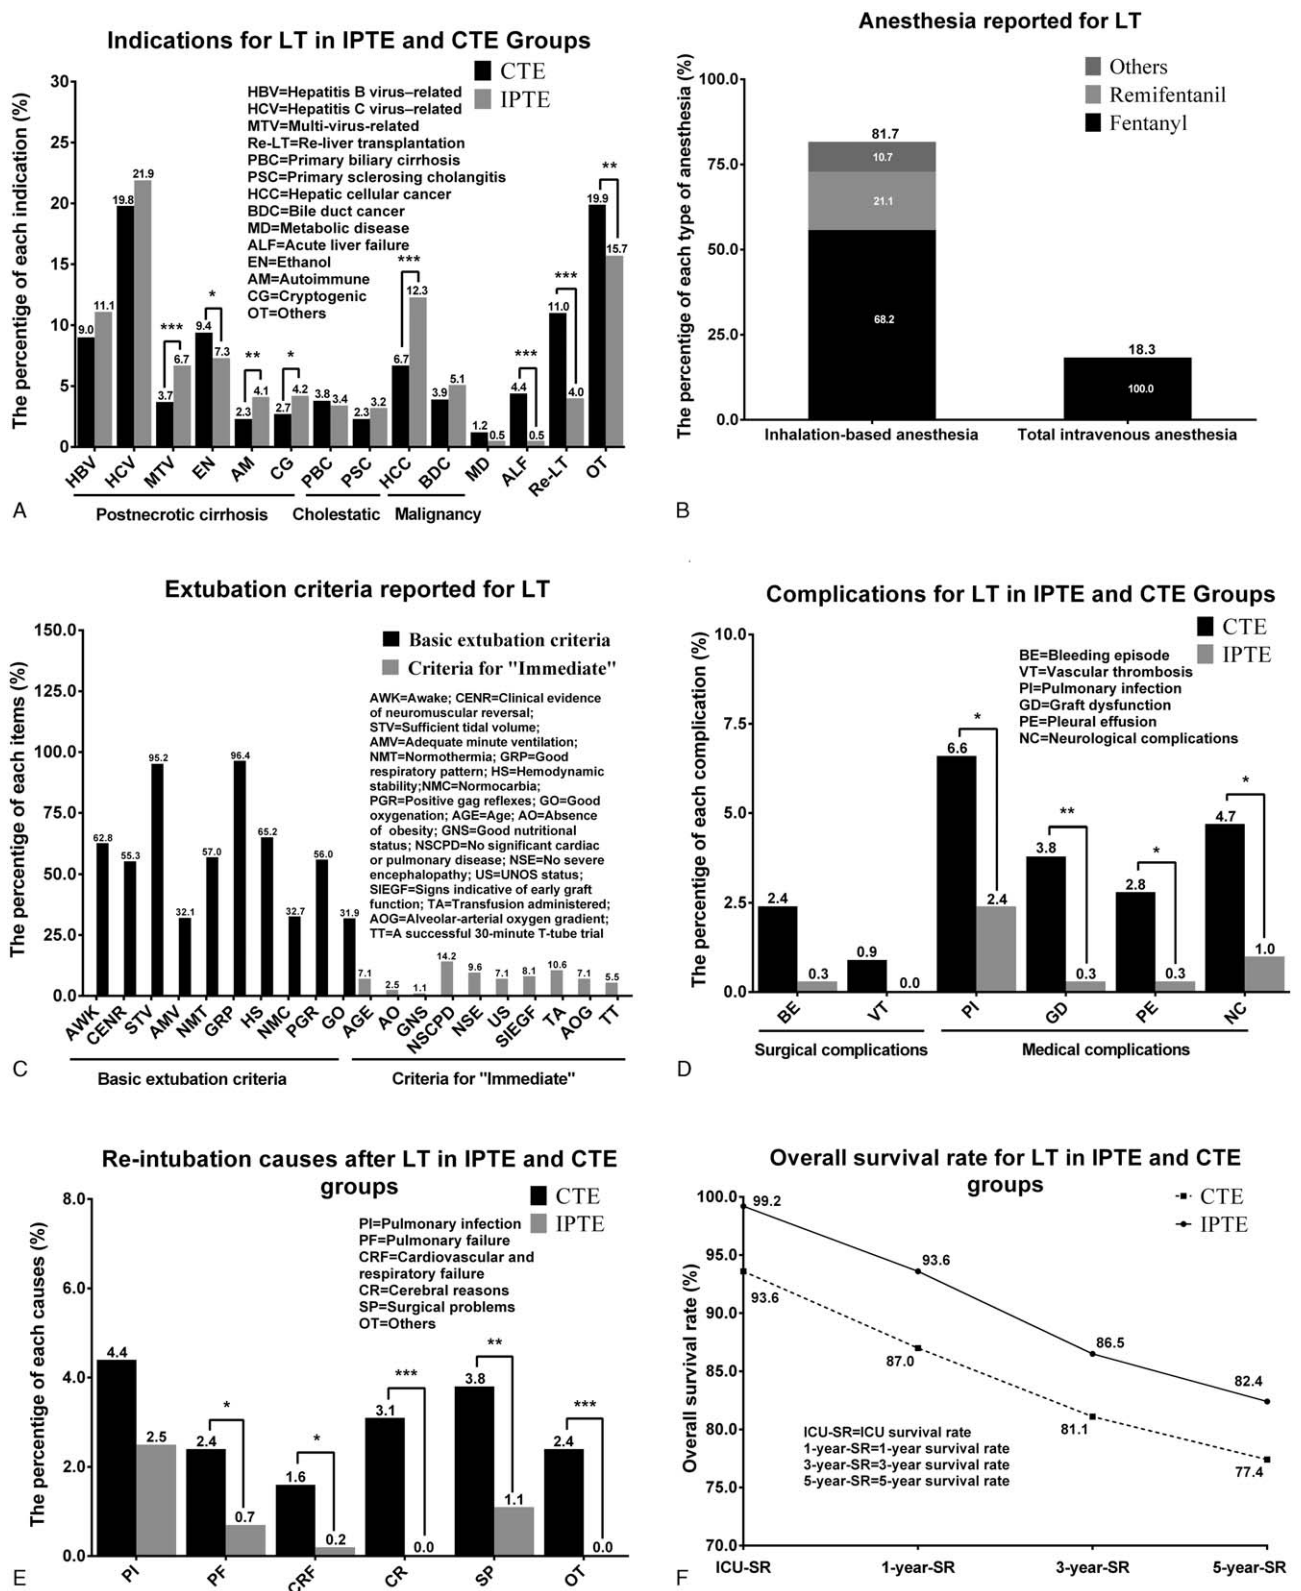 Indications for LT in IPTE and CTE Groups
The percentige of each indication (%)
CTE
IPTE
HBV=Hepatitis B virus–related
HCV=Hepatitis C virus–related
MTV=Multi-virus-related
Re-LT=Re-liver transplantation
PBC=Primary biliary cirrhosis
PSC=Primary sclerosing cholangitis
HCC=Hepatic cellular cancer
BDC=Bile duct cancer
MD=Metabolic disease
ALF=Acute liver failure
EN=Ethanol
AM=Autoimmune
CG=Cryptogenic
OT=Others
30
25
20
15
10
5
0
9.0 11.1 19.8 21.9 3.7 6.7 9.4 7.3 2.3 4.1 2.7 4.2 3.8 3.4 2.3 3.2 6.7 12.3 3.9 5.1 1.2 0.5 4.4 0.5 11.0 4.0 19.9 15.7
*** * ** * *** *** *** **
HBV HCV MTV EN AM CG PBC PSC HCC BDC MD ALF Re-LT OT
Postnecrotic cirrhosis Cholestatic Malignancy
A
Anesthesia reported for LT
The percentige of each type of anesthesia (%)
Others
Remifentanil
Fentanyl
100.0
75.0
50.0
25.0
0.0
81.7
10.7
21.1
68.2
18.3
100.0
Inhalation-based anesthesia Total intravenous anesthesia
B
Extubation criteria reported for LT
The percentige of each items (%)
Basic extubation criteria
Criteria for "Immediate"
AWK=Awake; CENR=Clinical evidence
of neuromuscular reversal;
STV=Sufficient tidal volume;
AMV=Adequate minute ventilation;
NMT=Normothermia; GRP=Good
respiratory pattern; HS=Hemodynamic
stability;NMC=Normocarbia;
PGR=Positive gag reflexes; GO=Good
oxygenation; AGE=Age; AO=Absence
of obesity; GNS=Good nutritional
status; NSCPD=No significant cardiac
or pulmonary disease; NSE=No severe
encephalopathy; US=UNOS status;
SIEGF=Signs indicative of early graft
function; TA=Transfusion administered;
AOG=Alveolar-arterial oxygen gradient;
TT=A successful 30-minute T-tube trial
150.0
125.0
100.0
75.0
50.0
25.0
0.0
62.8 55.3 95.2 32.1 57.0 96.4 65.2 32.7 56.0 31.9 7.1 2.5 1.1 14.2 9.6 7.1 8.1 10.6 7.1 5.5
AWK CENR STV AMV NMT GRP HS NMC PGR GO AGE AO GNS NSCPD NSE US SIEGF TA AOG TT
Basic extubation criteria Criteria for "Immediate"
C
Complications for LT in IPTE and CTE Groups
The percentige of each complication (%)
CTE
IPTE
BE=Bleeding episode
VT=Vascular thrombosis
PI=Pulmonary infection
GD=Graft dysfunction
PE=Pleural effusion
NC=Neurological complications
10.0
7.5
5.0
2.5
0.0
2.4 0.3 0.9 0.0 6.6 2.4 3.8 0.3 2.8 0.3 4.7 1.0
* ** * *
BE VT PI GD PE NC
Surgical complications Medical complications
D
Re-intubation causes after LT in IPTE and CTE
groups
The percentige of each causes (%)
CTE
IPTE
PI=Pulmonary infection
PF=Pulmonary failure
CRF=Cardiovascular and
respiratory failure
CR=Cerebral reasons
SP=Surgical problems
OT=Others
8.0
6.0
4.0
2.0
0.0
4.4 2.5 2.4 0.7 1.6 0.2 3.1 0.0 3.8 1.1 2.4 0.0
* * *** ** ***
PI PF CRF CR SP OT
E
Overall survival rate for LT in IPTE and CTE
groups
Overall survival rate (%)
CTE
IPTE
100.0
95.0
90.0
85.0
80.0
75.0
70.0
99.2 93.6 86.5 82.4
93.6 87.0 81.1 77.4
ICU-SR=ICU survival rate
1-year-SR=1-year survival rate
3-year-SR=3-year survival rate
5-year-SR=5-year survival rate
ICU-SR 1-year-SR 3-year-SR 5-year-SR
F